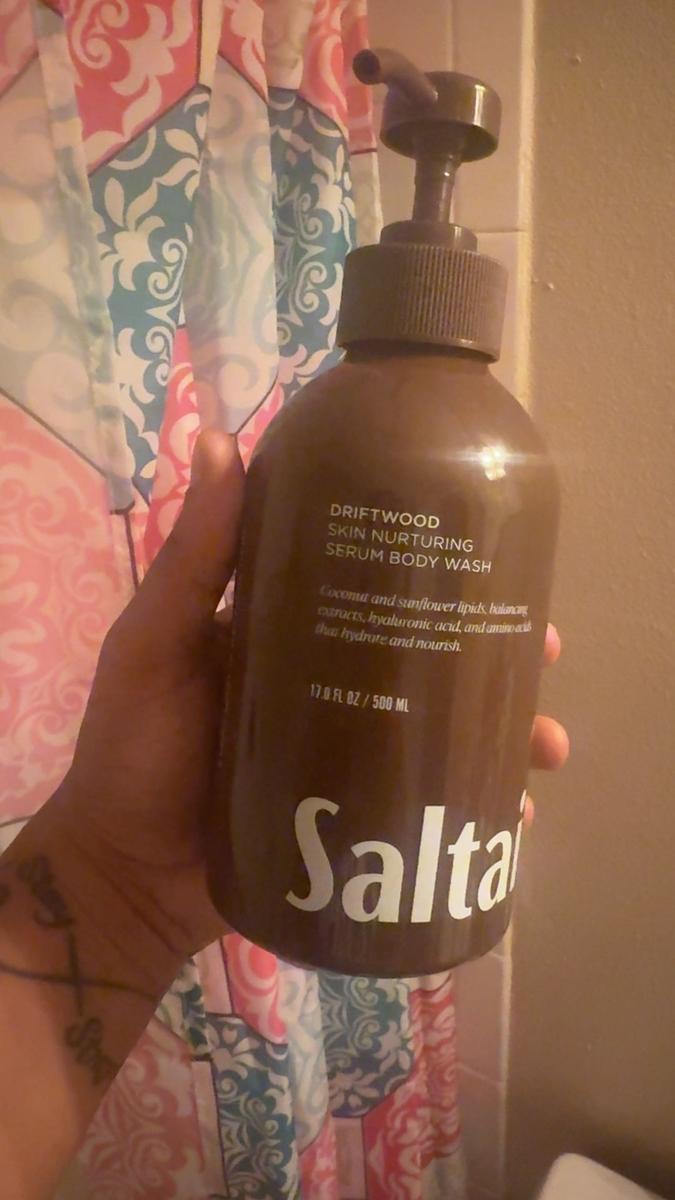 DRIFTWOOD
SKIN NURTURING
SERUM BODY WASH
Coconut and sunflower lipids, balancing
extracts, hyaluronic acid, and amino acids
that hydrate and nourish.
17.0 FL OZ / 500 ML
Saltai